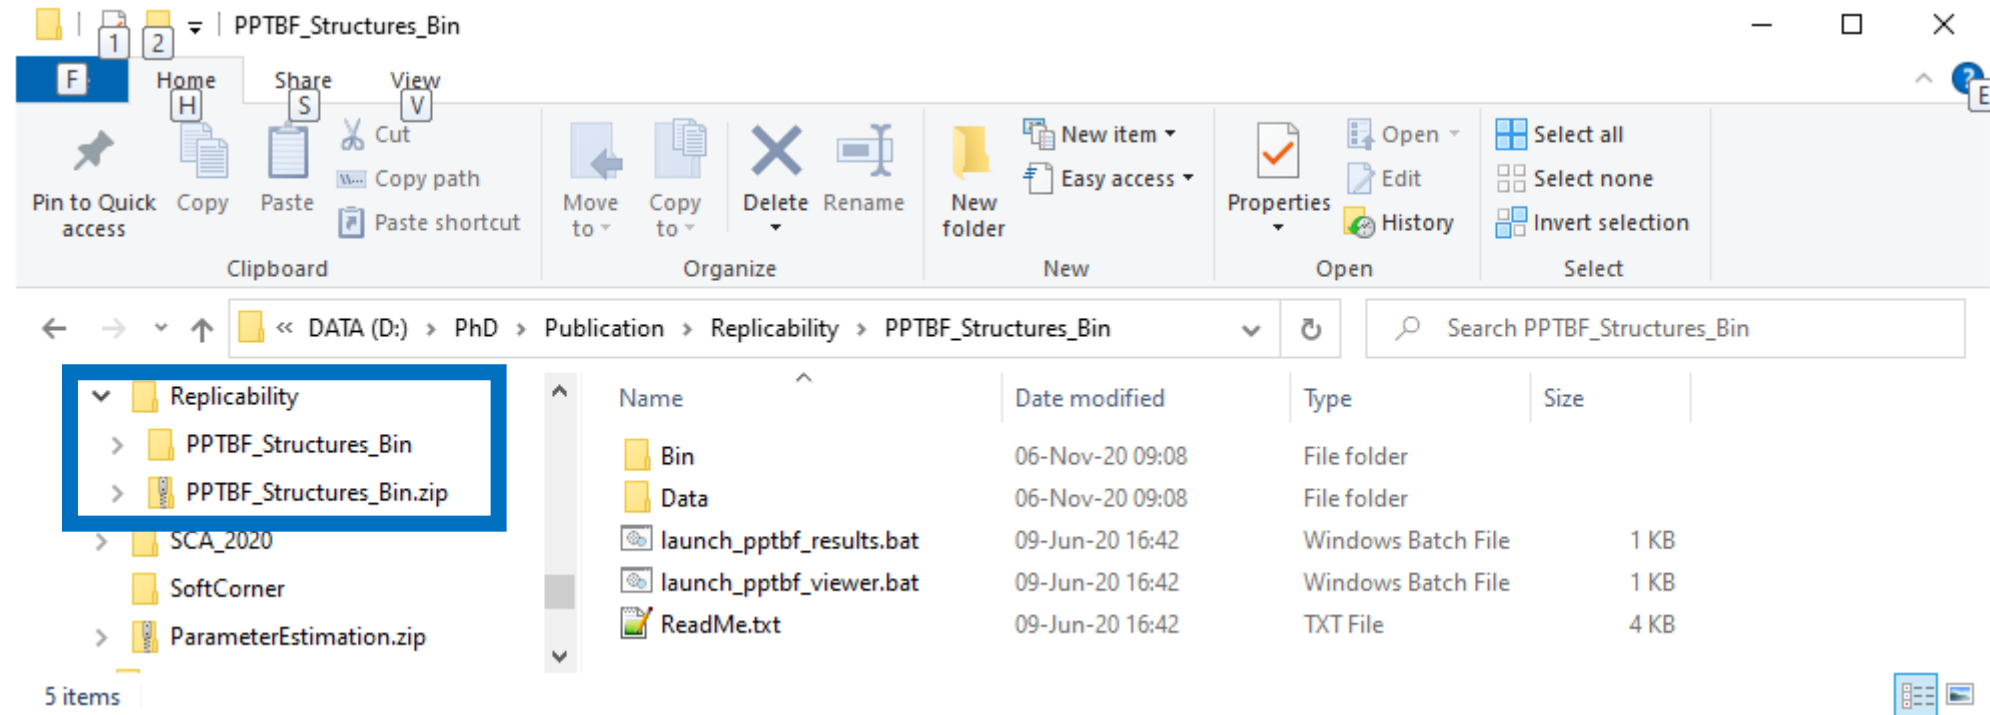 1 2 PPTBF_Structures_Bin
F Home Share View
H S V E
Pin to Quick access Copy Paste Cut
Copy path
Paste shortcut
Move to Copy to Delete Rename New folder
New item
Easy access
Properties Open
Edit
History
Select all
Select none
Invert selection
Clipboard Organize New Open Select
« DATA (D:) > PhD > Publication > Replicability > PPTBF_Structures_Bin Search PPTBF_Structures_Bin
Replicability
PPTBF_Structures_Bin
PPTBF_Structures_Bin.zip
SCA_2020
SoftCorner
ParameterEstimation.zip
Name Date modified Type Size
Bin 06-Nov-20 09:08 File folder
Data 06-Nov-20 09:08 File folder
launch_pptbf_results.bat 09-Jun-20 16:42 Windows Batch File 1 KB
launch_pptbf_viewer.bat 09-Jun-20 16:42 Windows Batch File 1 KB
ReadMe.txt 09-Jun-20 16:42 TXT File 4 KB
5 items